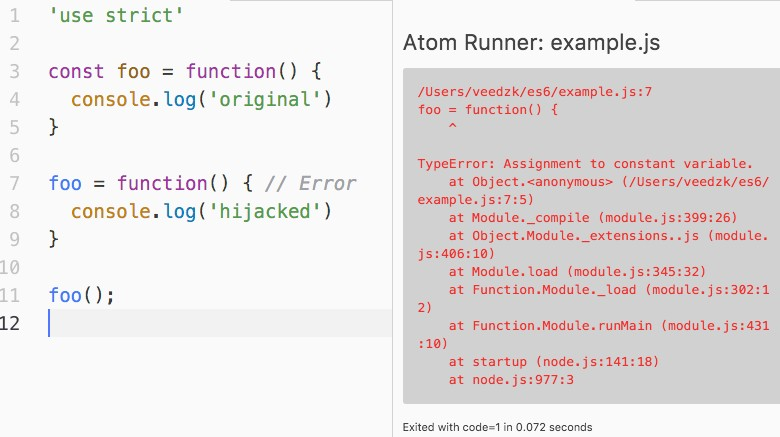 1 'use strict'
2
3 const foo = function() {
4   console.log('original')
5 }
6
7 foo = function() { // Error
8   console.log('hijacked')
9 }
10
11 foo();
12
Atom Runner: example.js
/Users/veedzk/es6/example.js:7
foo = function() {
    ^
TypeError: Assignment to constant variable.
    at Object.<anonymous> (/Users/veedzk/es6/
example.js:7:5)
    at Module._compile (module.js:399:26)
    at Object.Module._extensions..js (module.
js:406:10)
    at Module.load (module.js:345:32)
    at Function.Module._load (module.js:302:1
2)
    at Function.Module.runMain (module.js:431
:10)
    at startup (node.js:141:18)
    at node.js:977:3
Exited with code=1 in 0.072 seconds